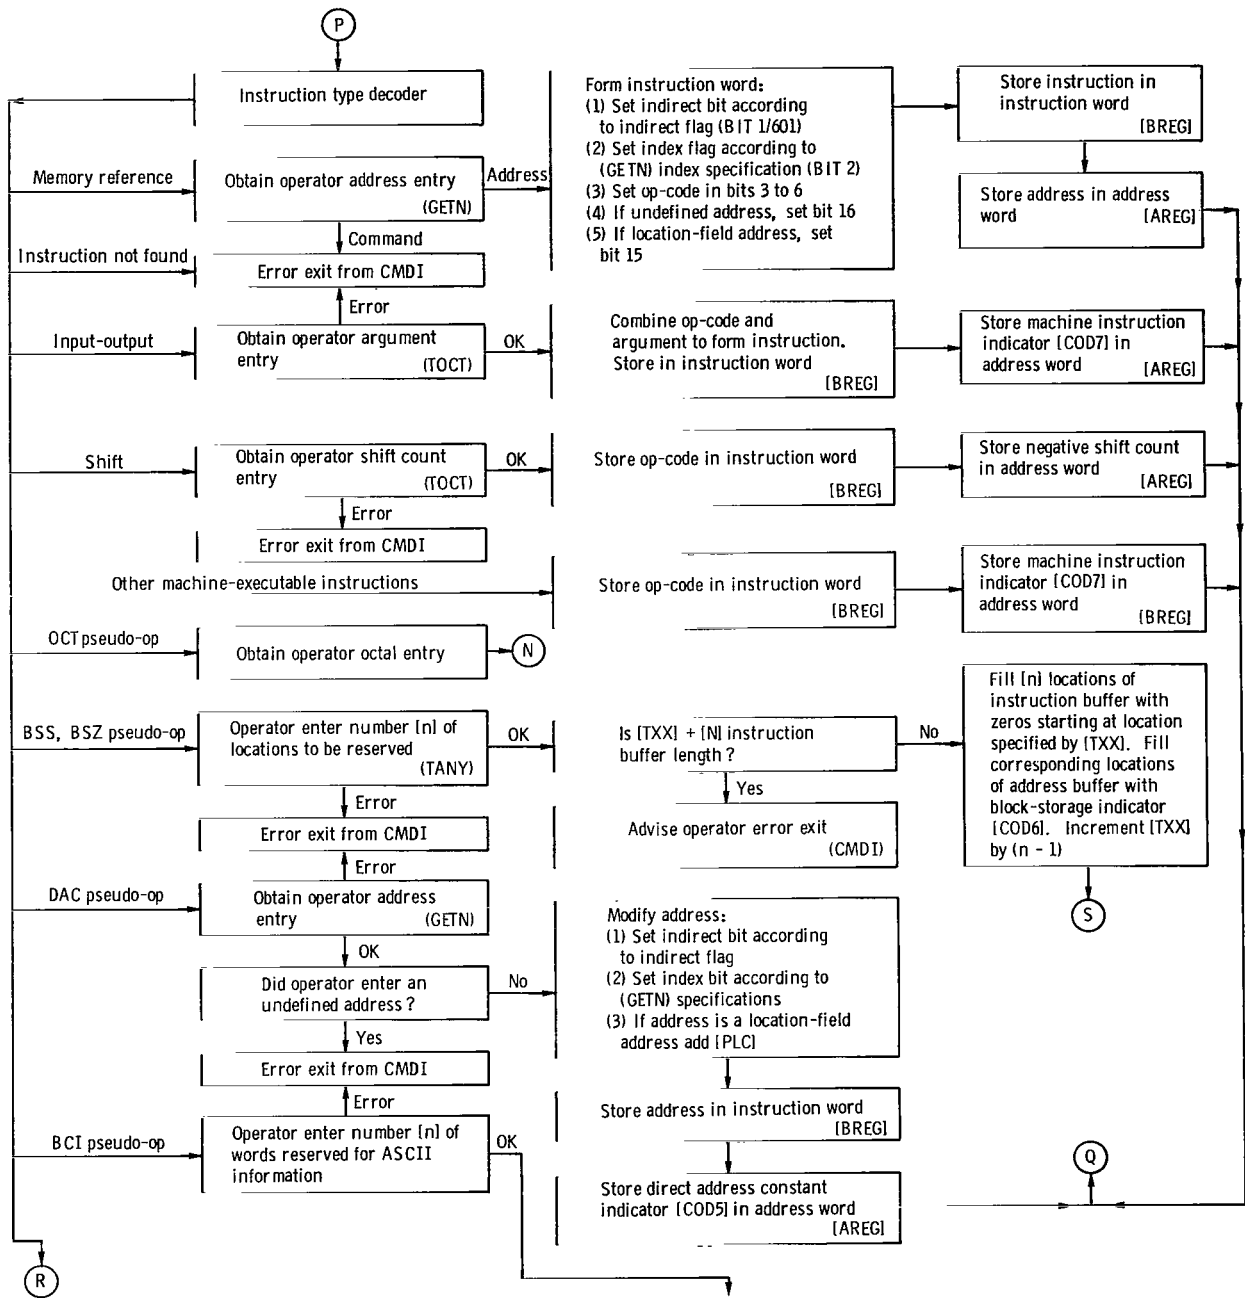 P
Instruction type decoder
Form instruction word:
(1) Set indirect bit according
to indirect flag (BIT 1/601)
(2) Set index flag according to
(GETN) index specification (BIT 2)
(3) Set op-code in bits 3 to 6
(4) If undefined address, set bit 16
(5) If location-field address, set
bit 15
Store instruction in
instruction word
[BREG]
Memory reference
Obtain operator address entry
(GETN)
Address
Store address in address
word
[AREG]
Command
Instruction not found
Error exit from CMDI
Error
Input-output
Obtain operator argument
entry
(TOCT)
OK
Combine op-code and
argument to form instruction.
Store in instruction word
[BREG]
Store machine instruction
indicator [COD7] in
address word
[AREG]
Shift
Obtain operator shift count
entry
(TOCT)
OK
Store op-code in instruction word
[BREG]
Store negative shift count
in address word
[AREG]
Error
Error exit from CMDI
Other machine-executable instructions
Store op-code in instruction word
[BREG]
Store machine instruction
indicator [COD7] in
address word
[BREG]
OCT pseudo-op
Obtain operator octal entry
N
BSS, BSZ pseudo-op
Operator enter number [n] of
locations to be reserved
(TANY)
OK
Is [TXX] + [N] instruction
buffer length?
No
Fill [n] locations of
instruction buffer with
zeros starting at location
specified by [TXX]. Fill
corresponding locations
of address buffer with
block-storage indicator
[COD6]. Increment [TXX]
by (n - 1)
Yes
Error
Error exit from CMDI
Advise operator error exit
(CMDI)
Error
S
DAC pseudo-op
Obtain operator address
entry
(GETN)
OK
Did operator enter an
undefined address?
No
Modify address:
(1) Set indirect bit according
to indirect flag
(2) Set index bit according to
(GETN) specifications
(3) If address is a location-field
address add [PLC]
Yes
Error exit from CMDI
Error
Store address in instruction word
[BREG]
BCI pseudo-op
Operator enter number [n] of
words reserved for ASCII
information
OK
Store direct address constant
indicator [COD5] in address word
[AREG]
Q
R